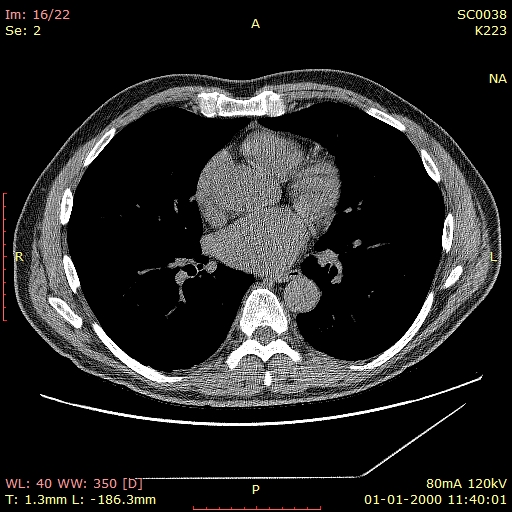 Im: 16/22
Se: 2
A
SC0038
K223
NA
R
L
WL: 40 WW: 350 [D]
T: 1.3mm L: -186.3mm
P
80mA 120kV
01-01-2000 11:40:01